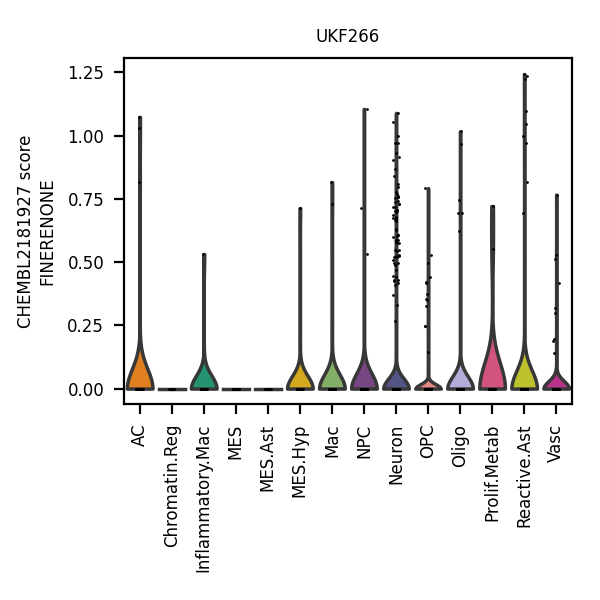 UKF266
CHEMBL2181927 score
FINERENONE
1.25
1.00
0.75
0.50
0.25
0.00
AC
Chromatin.Reg
Inflammatory.Mac
MES
MES.Ast
MES.Hyp
Mac
NPC
Neuron
OPC
Oligo
Prolif.Metab
Reactive.Ast
Vasc